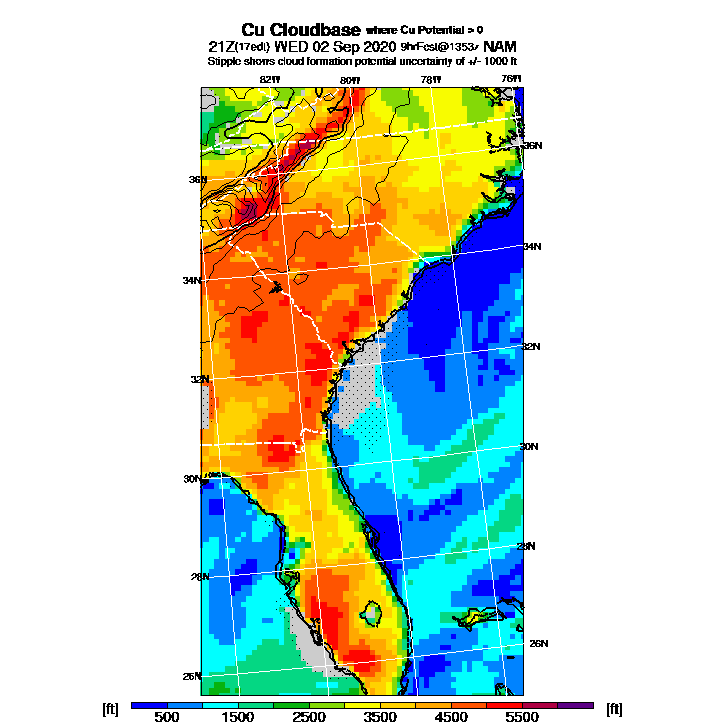 Cu Cloudbase where Cu Potential > 0
21Z(17edt) WED 02 Sep 2020 9hrFcst@1353z NAM
Stipple shows cloud formation potential uncertainty of +/- 1000 ft
82W 80W 78W 76W
36N
36N
34N
34N
32N
32N
30N
30N
28N
28N
26N
26N
[ft] 500 1500 2500 3500 4500 5500 [ft]